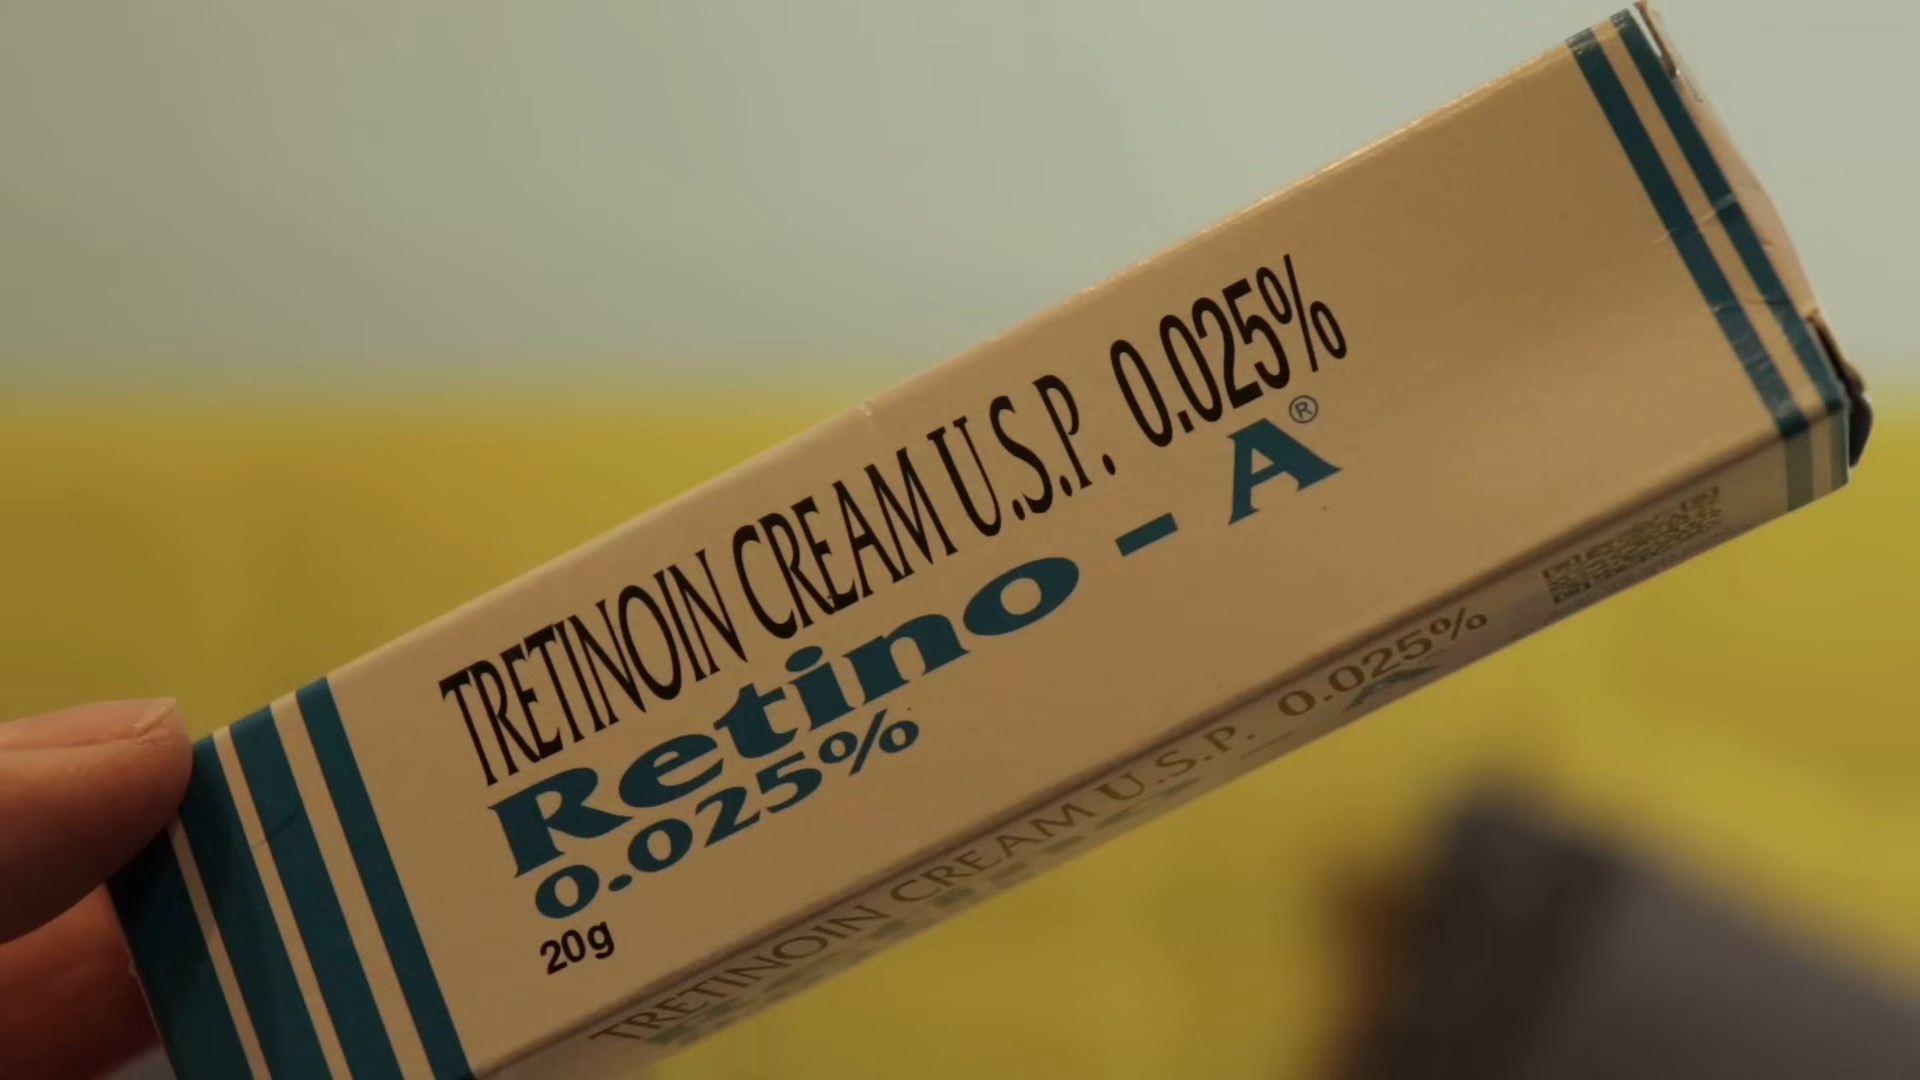 TRETINOIN CREAM U.S.P. 0.025%
Retino - A®
0.025%
20g
TRETINOIN CREAM U.S.P. 0.025%